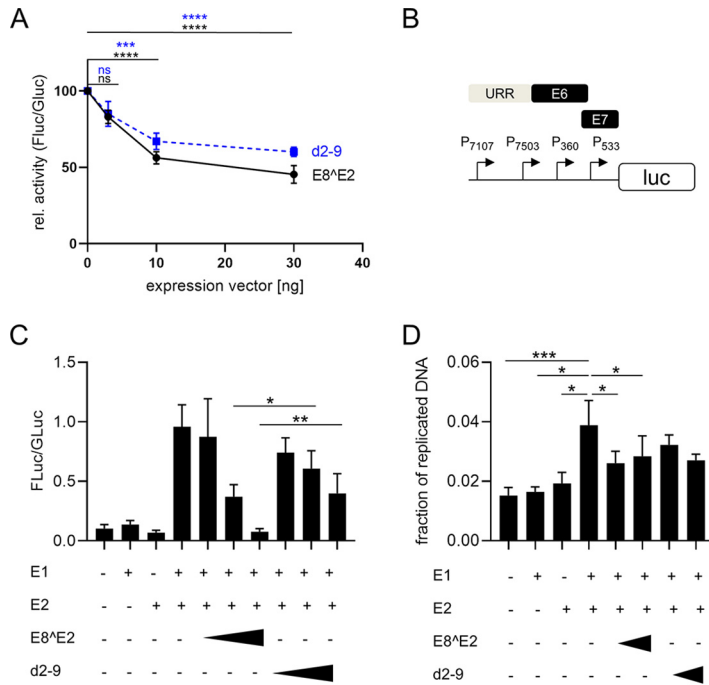 A
****
****
***
****
ns
ns
rel. activity (Fluc/Gluc)
100
50
0
d2-9
E8^E2
0 10 20 30 40
expression vector [ng]
B
URR E6
E7
P7107 P7503 P360 P533
luc
C
FLuc/GLuc
1.5
1.0
0.5
0.0
*
**
E1 - + - + + + + + + +
E2 - - + + + + + + + +
E8^E2 - - - - - - -
d2-9 - - - - - - -
D
fraction of replicated DNA
0.06
0.04
0.02
0.00
***
* *
* *
E1 - + - + + + + +
E2 - - + + + + + +
E8^E2 - - - - - -
d2-9 - - - - - -